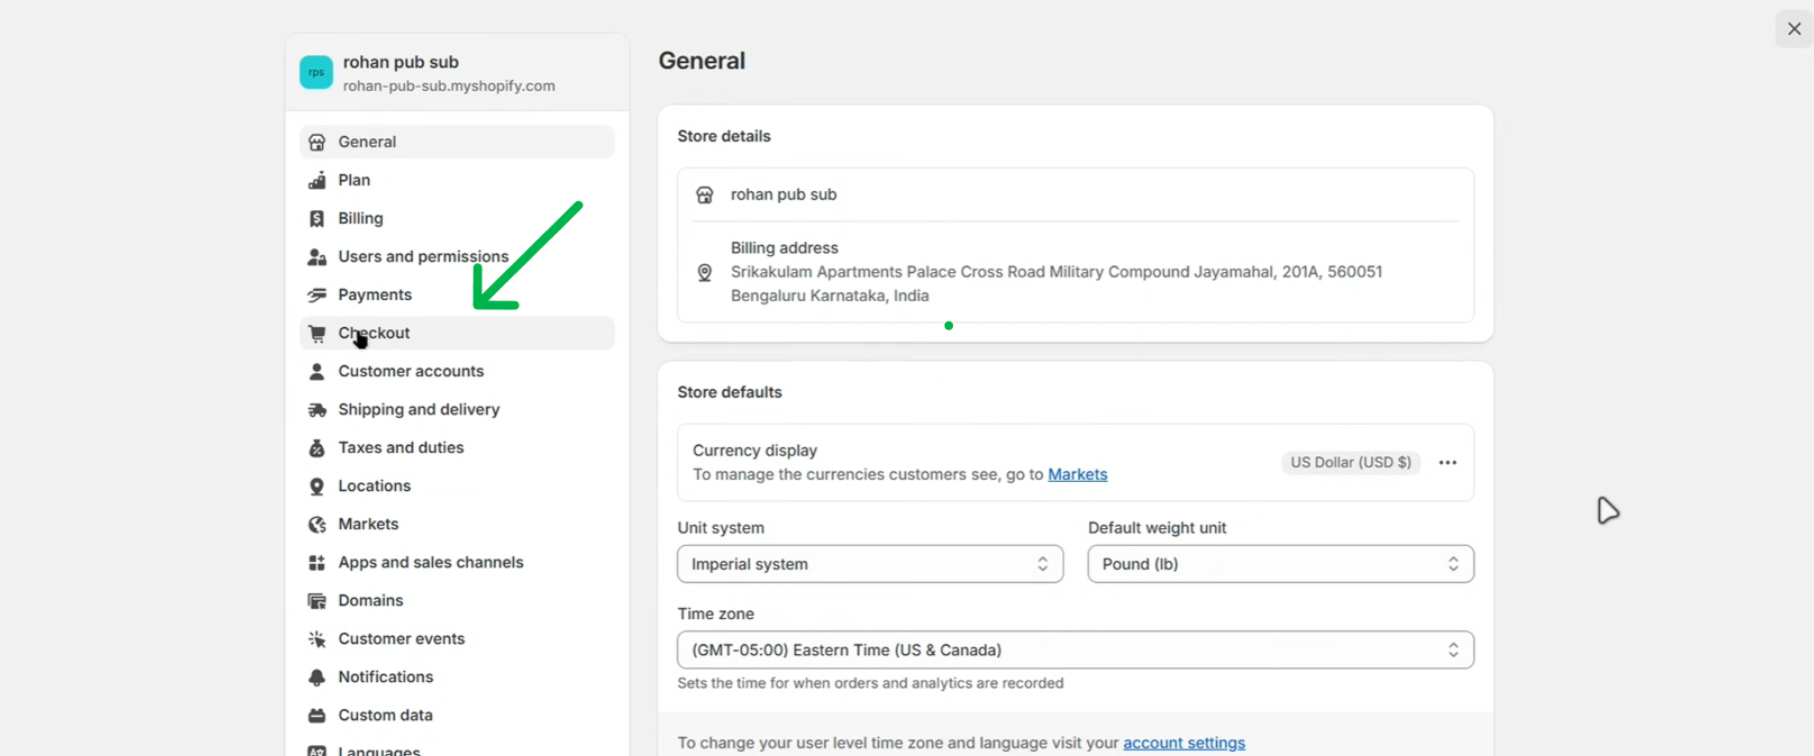 rps
rohan pub sub
rohan-pub-sub.myshopify.com
General
Plan
Billing
Users and permissions
Payments
Checkout
Customer accounts
Shipping and delivery
Taxes and duties
Locations
Markets
Apps and sales channels
Domains
Customer events
Notifications
Custom data
Languages
General
Store details
rohan pub sub
Billing address
Srikakulam Apartments Palace Cross Road Military Compound Jayamahal, 201A, 560051
Bengaluru Karnataka, India
Store defaults
Currency display
To manage the currencies customers see, go to Markets
US Dollar (USD $)
Unit system
Default weight unit
Imperial system
Pound (lb)
Time zone
(GMT-05:00) Eastern Time (US & Canada)
Sets the time for when orders and analytics are recorded
To change your user level time zone and language visit your account settings